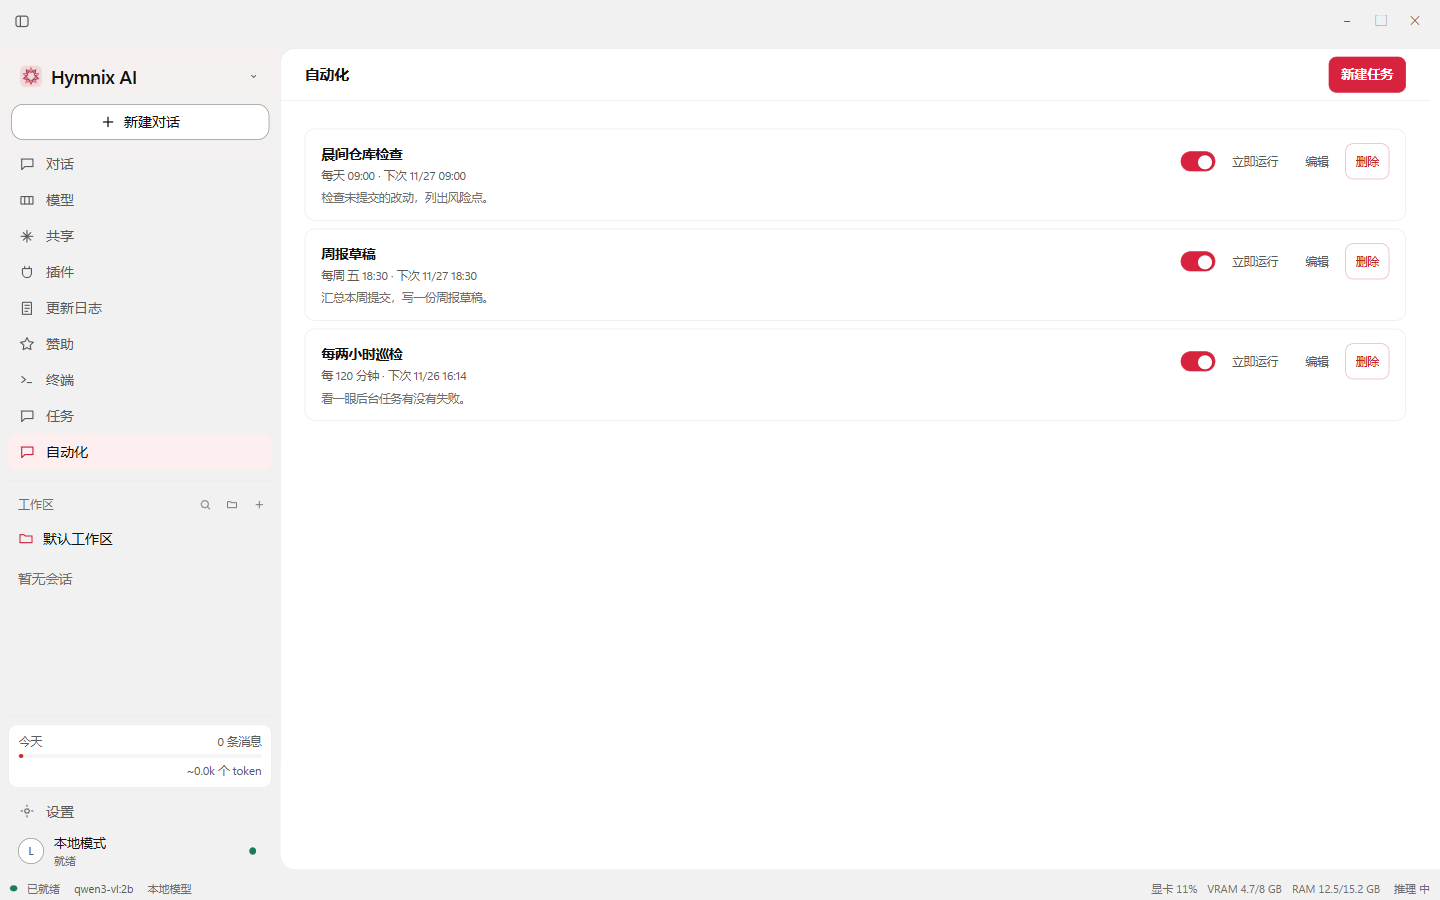 Hymnix AI
新建对话
对话
模型
共享
插件
更新日志
赞助
终端
任务
自动化
工作区
默认工作区
暂无会话
今天 0 条消息
~0.0k 个 token
设置
L
本地模式
就绪
自动化
新建任务
晨间仓库检查
每天 09:00 · 下次 11/27 09:00
检查未提交的改动，列出风险点。
立即运行 编辑 删除
周报草稿
每周 五 18:30 · 下次 11/27 18:30
汇总本周提交，写一份周报草稿。
立即运行 编辑 删除
每两小时巡检
每 120 分钟 · 下次 11/26 16:14
看一眼后台任务有没有失败。
立即运行 编辑 删除
已就绪 qwen3-vl:2b 本地模型
显卡 11% VRAM 4.7/8 GB RAM 12.5/15.2 GB 推理 中